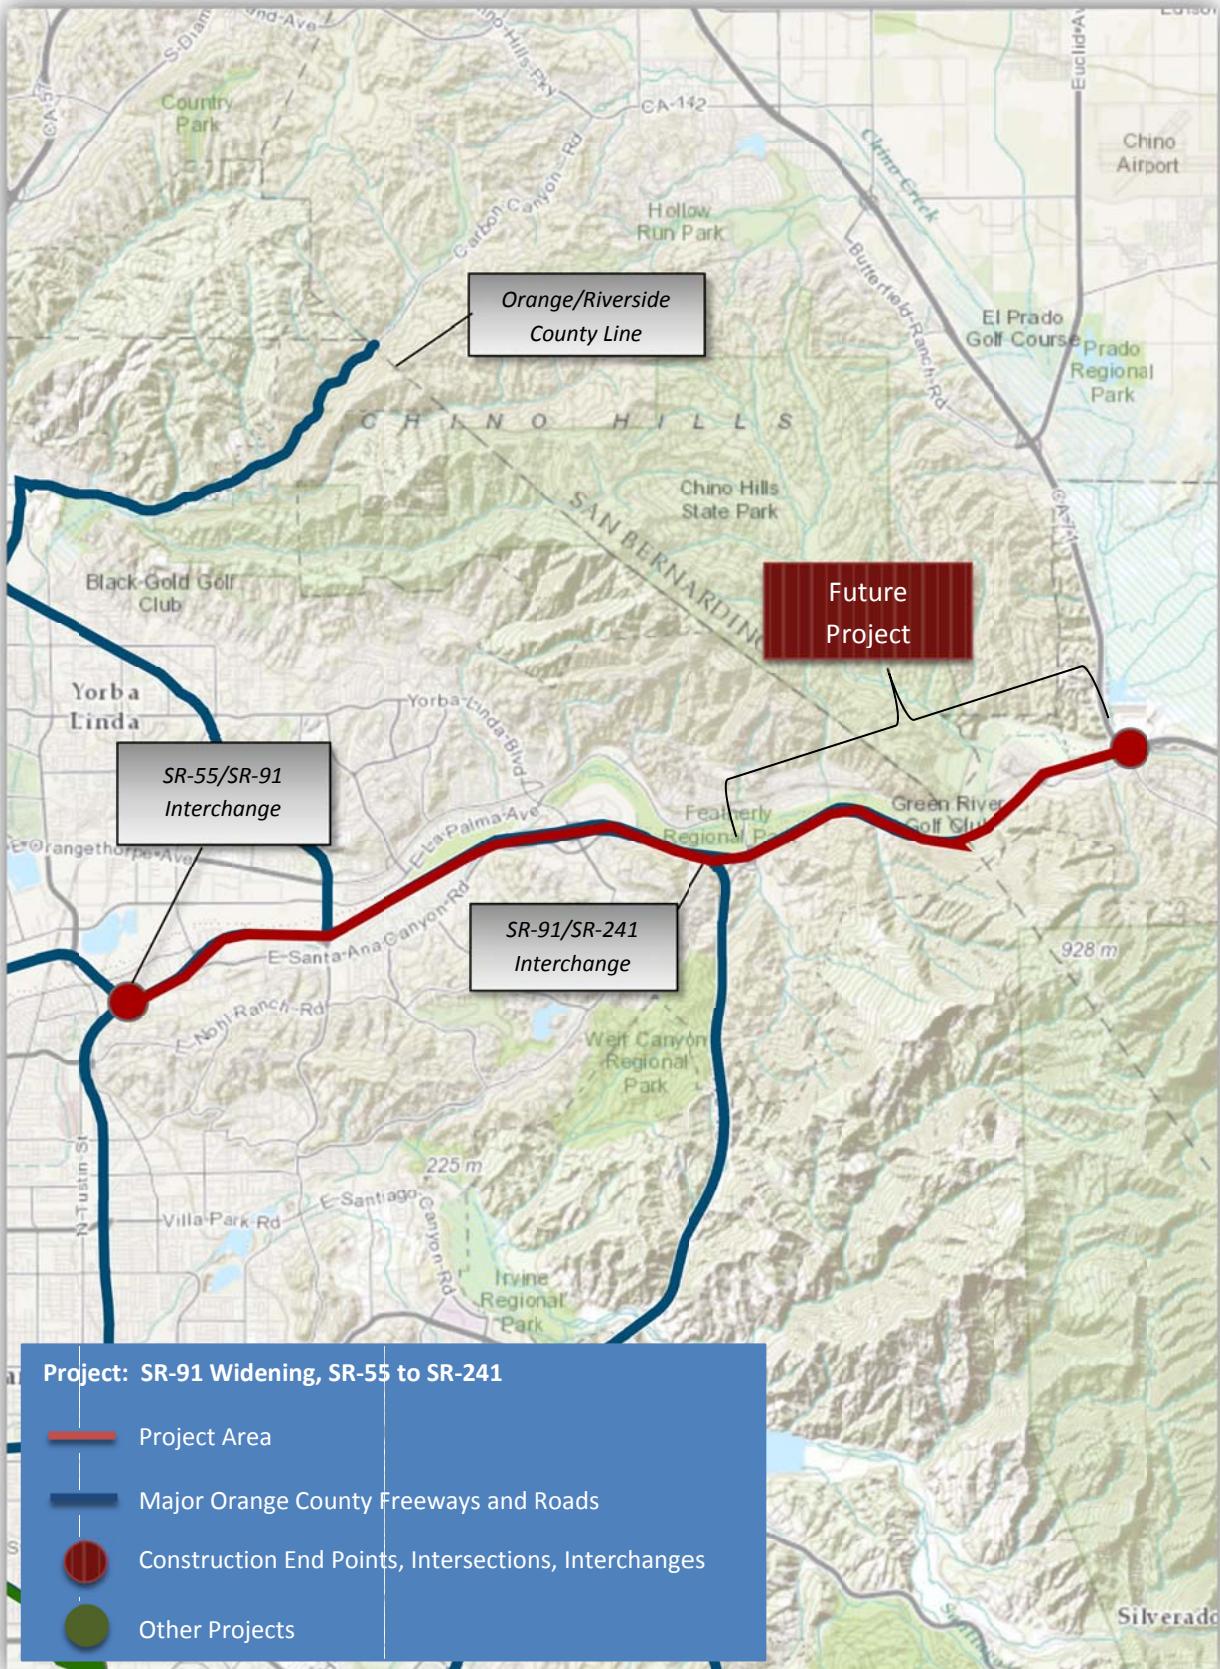 CA-142
Country
Park
Carbon Canyon Rd
Hollow
Run Park
Chino Creek
Euclid Av
Chino
Airport
Butterfield-Ranch-Rd
El Prado
Golf Course
Prado
Regional
Park
Orange/Riverside
County Line
CHINO HILLS
SAN BERNARDINO
Chino Hills
State Park
CA-71
Black Gold Golf
Club
Future
Project
Yorba
Linda
Yorba-Linda-Blvd
SR-55/SR-91
Interchange
E-La-Palma-Ave
Featherly
Regional Pa
Green River
Golf Club
E-Orangethorpe-Ave
SR-91/SR-241
Interchange
E-Santa-Ana-Canyon-Rd
928 m
E-Nohl-Ranch-Rd
Weir Canyon
Regional
Park
N-Tustin St
225 m
E-Santiago-Canyon-Rd
Villa-Park-Rd
Irvine
Regional
Park
Project: SR-91 Widening, SR-55 to SR-241
Project Area
Major Orange County Freeways and Roads
Construction End Points, Intersections, Interchanges
Other Projects
Silverado